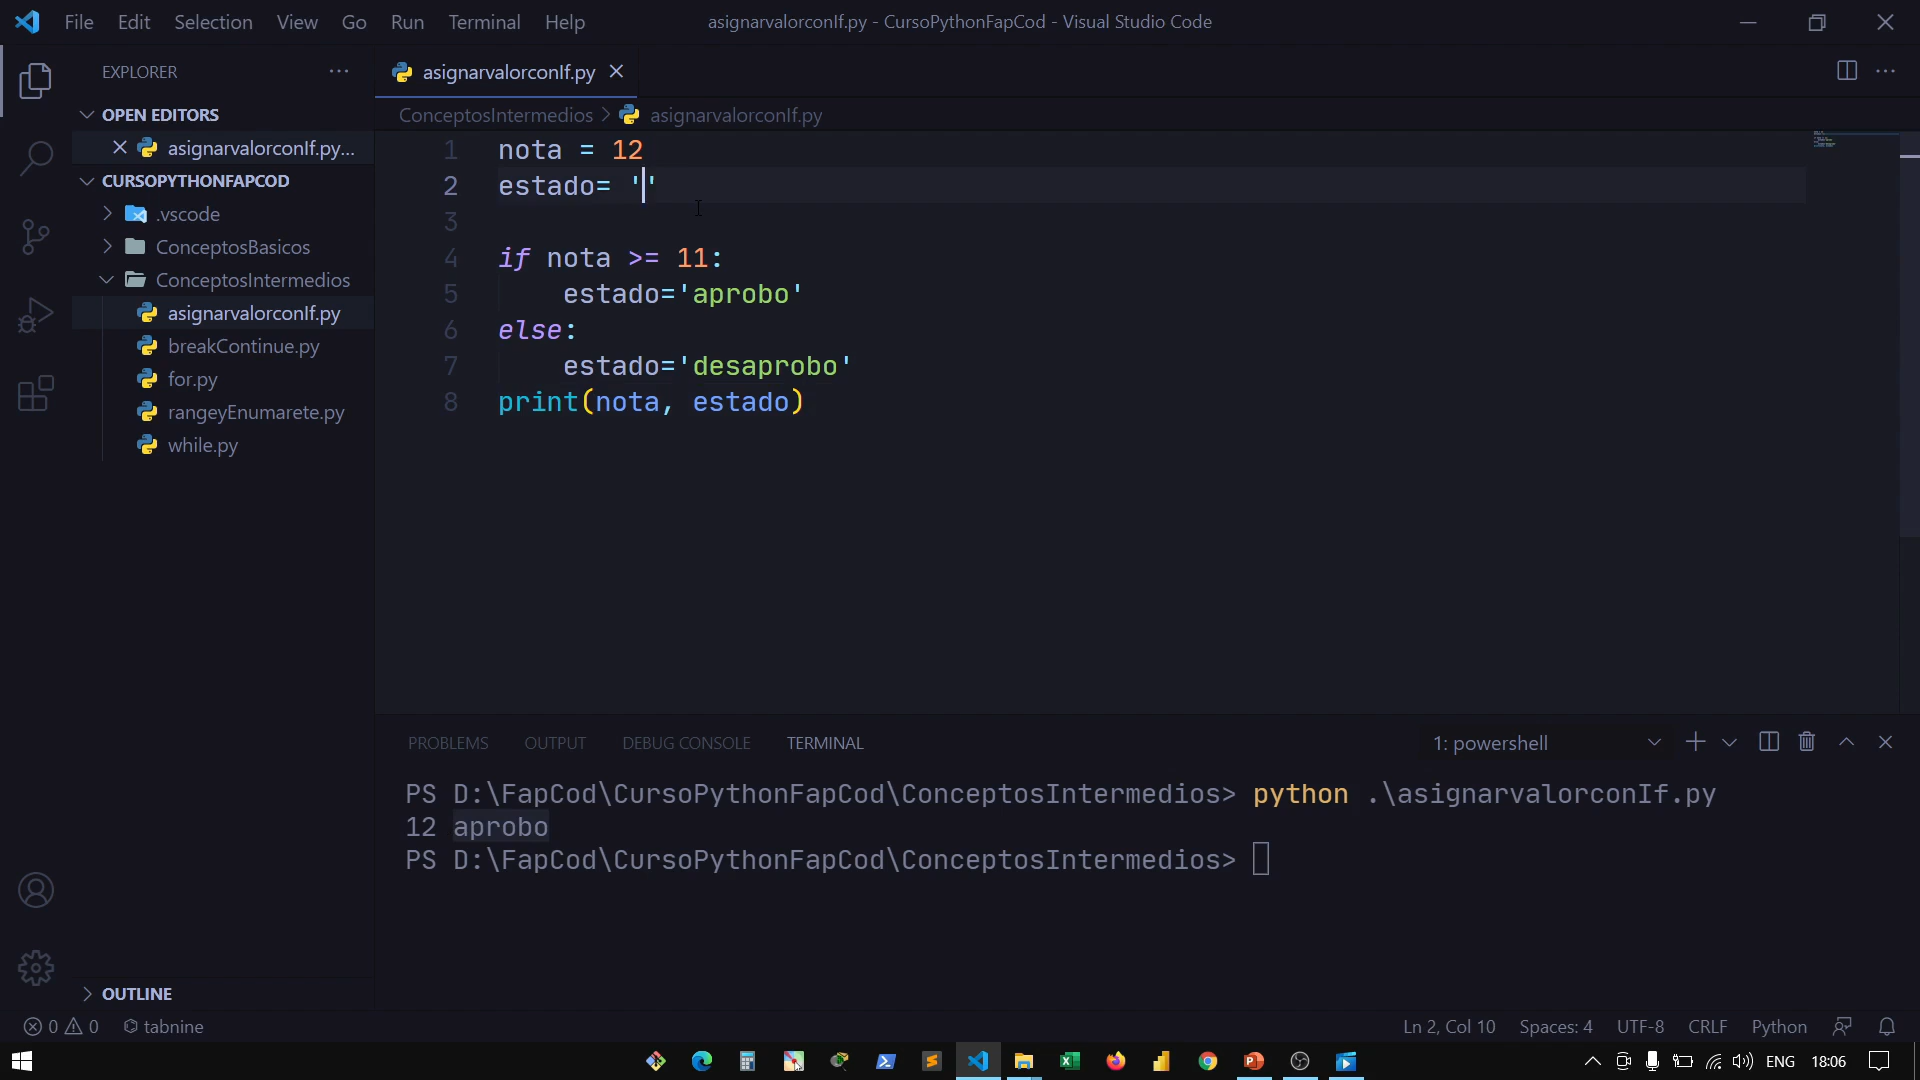 File Edit Selection View Go Run Terminal Help
asignarvalorconIf.py - CursoPythonFapCod - Visual Studio Code
EXPLORER
OPEN EDITORS
asignarvalorconIf.py...
CURSOPYTHONFAPCOD
.vscode
ConceptosBasicos
ConceptosIntermedios
asignarvalorconIf.py
breakContinue.py
for.py
rangeyEnumarete.py
while.py
OUTLINE
asignarvalorconIf.py
ConceptosIntermedios > asignarvalorconIf.py
1 nota = 12
2 estado= ''
3
4 if nota >= 11:
5 estado='aprobo'
6 else:
7 estado='desaprobo'
8 print(nota, estado)
PROBLEMS OUTPUT DEBUG CONSOLE TERMINAL
1: powershell
PS D:\FapCod\CursoPythonFapCod\ConceptosIntermedios> python .\asignarvalorconIf.py
12 aprobo
PS D:\FapCod\CursoPythonFapCod\ConceptosIntermedios>
0 0 tabnine
Ln 2, Col 10 Spaces: 4 UTF-8 CRLF Python
ENG 18:06